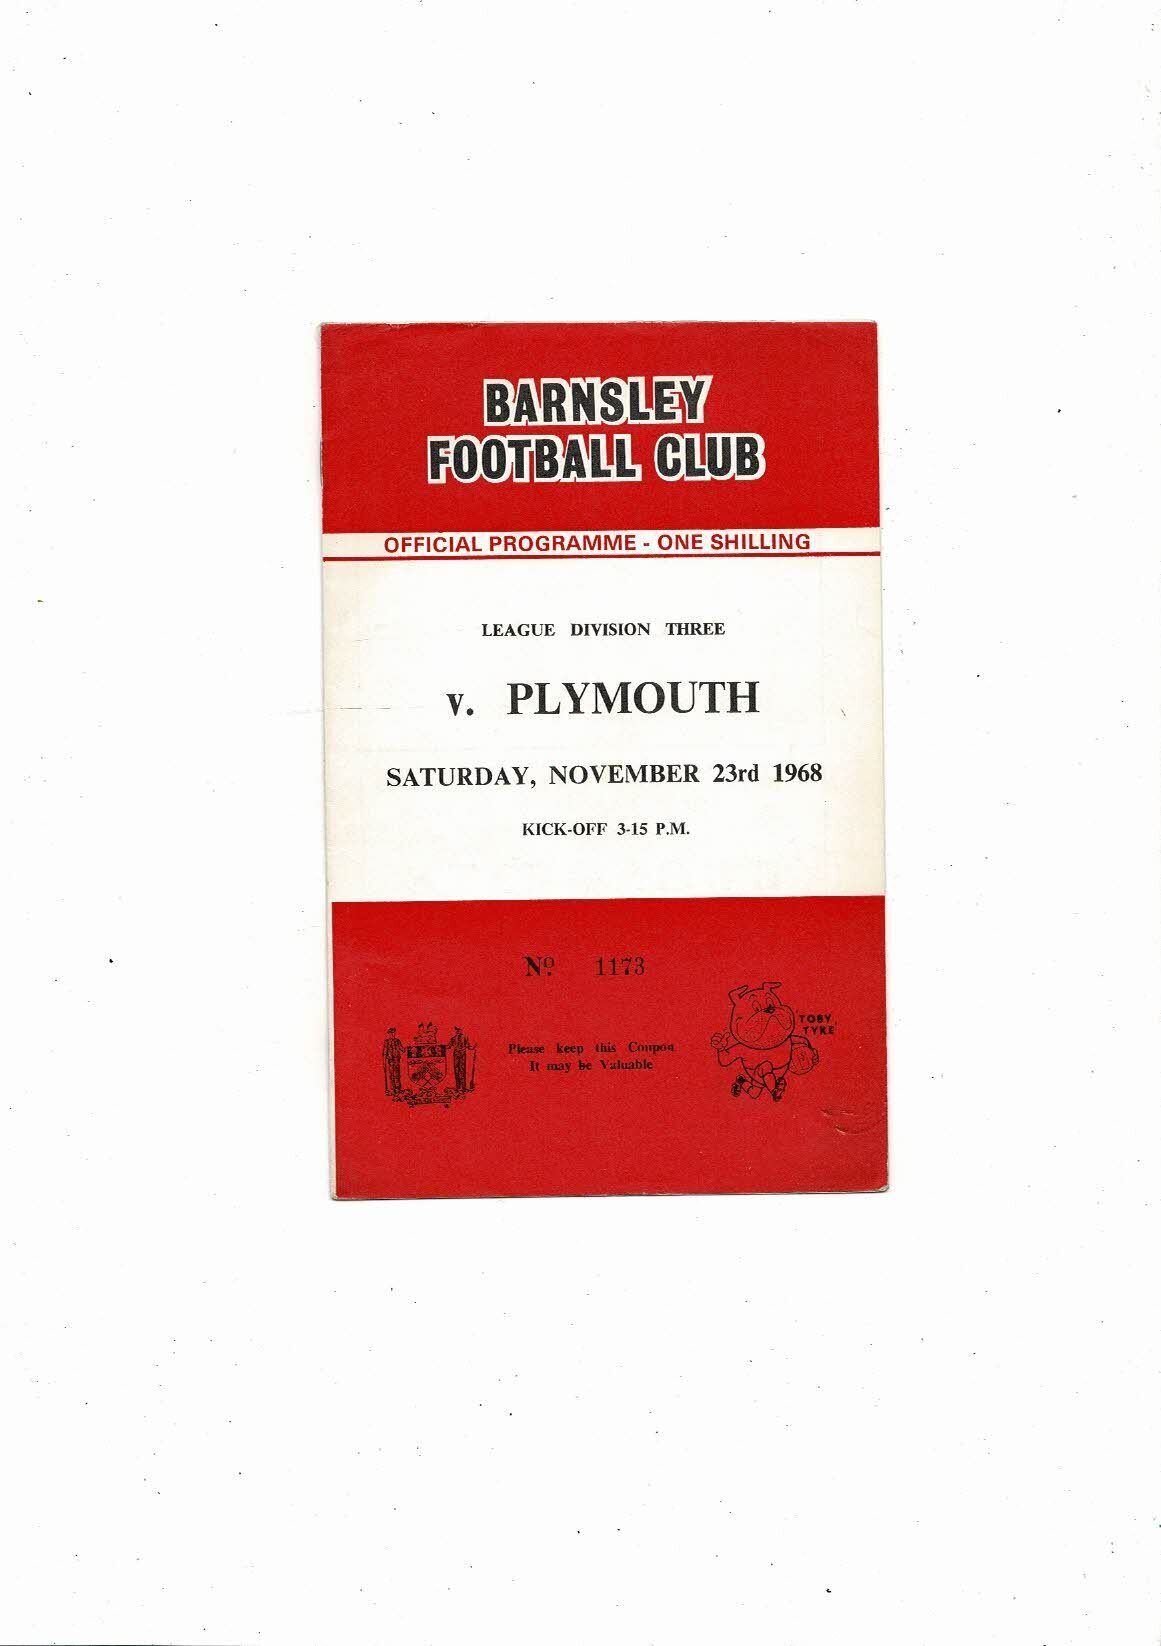 BARNSLEY
FOOTBALL CLUB
OFFICIAL PROGRAMME - ONE SHILLING
LEAGUE DIVISION THREE
v. PLYMOUTH
SATURDAY, NOVEMBER 23rd 1968
KICK-OFF 3-15 P.M.
Nº 1173
TOBY
TYKE
Please keep this Coupon
It may be Valuable